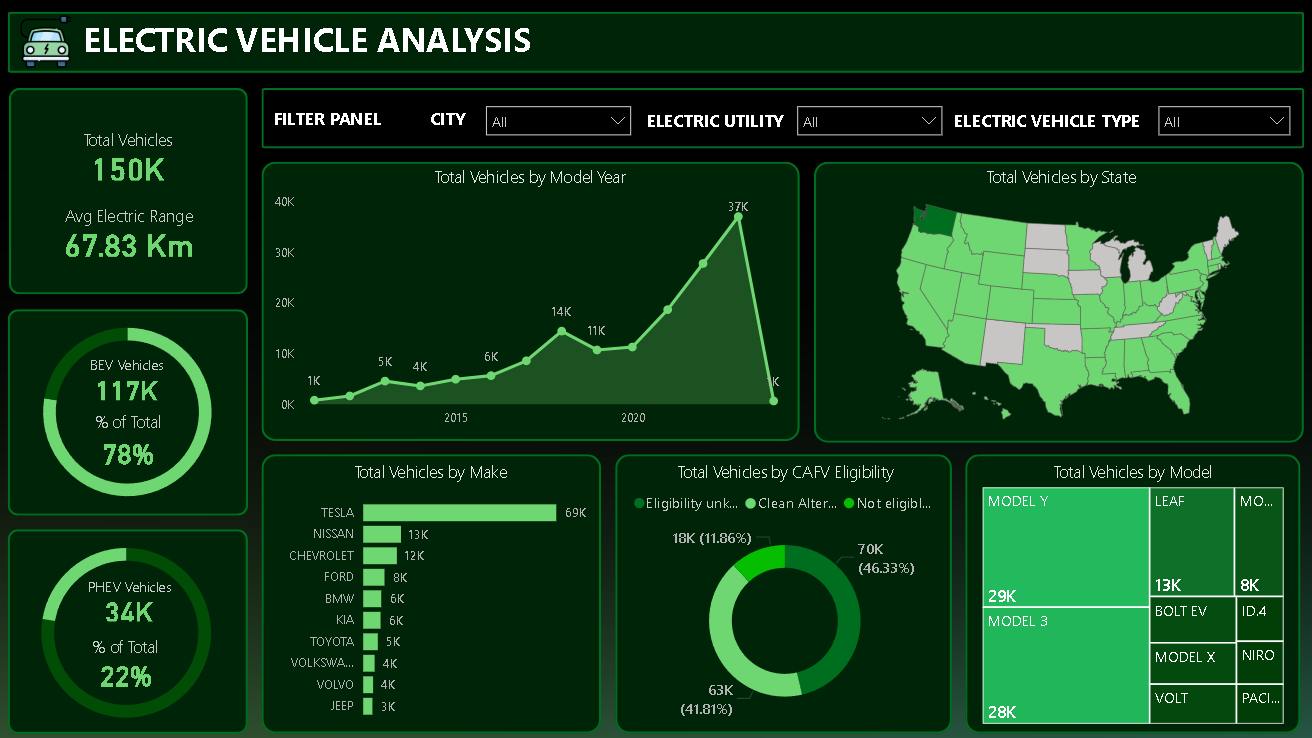 ELECTRIC VEHICLE ANALYSIS
Total Vehicles
150K
Avg Electric Range
67.83 Km
BEV Vehicles
117K
% of Total
78%
PHEV Vehicles
34K
% of Total
22%
FILTER PANEL
CITY
All
ELECTRIC UTILITY
All
ELECTRIC VEHICLE TYPE
All
Total Vehicles by Model Year
40K
30K
20K
10K
0K
1K
5K
4K
6K
14K
11K
37K
K
2015
2020
Total Vehicles by State
Total Vehicles by Make
TESLA 69K
NISSAN 13K
CHEVROLET 12K
FORD 8K
BMW 6K
KIA 6K
TOYOTA 5K
VOLKSWA... 4K
VOLVO 4K
JEEP 3K
Total Vehicles by CAFV Eligibility
Eligibility unk... Clean Alter... Not eligibl...
18K (11.86%)
70K
(46.33%)
63K
(41.81%)
Total Vehicles by Model
MODEL Y
29K
MODEL 3
28K
LEAF
13K
MO...
8K
BOLT EV
ID.4
MODEL X
NIRO
VOLT
PACI...